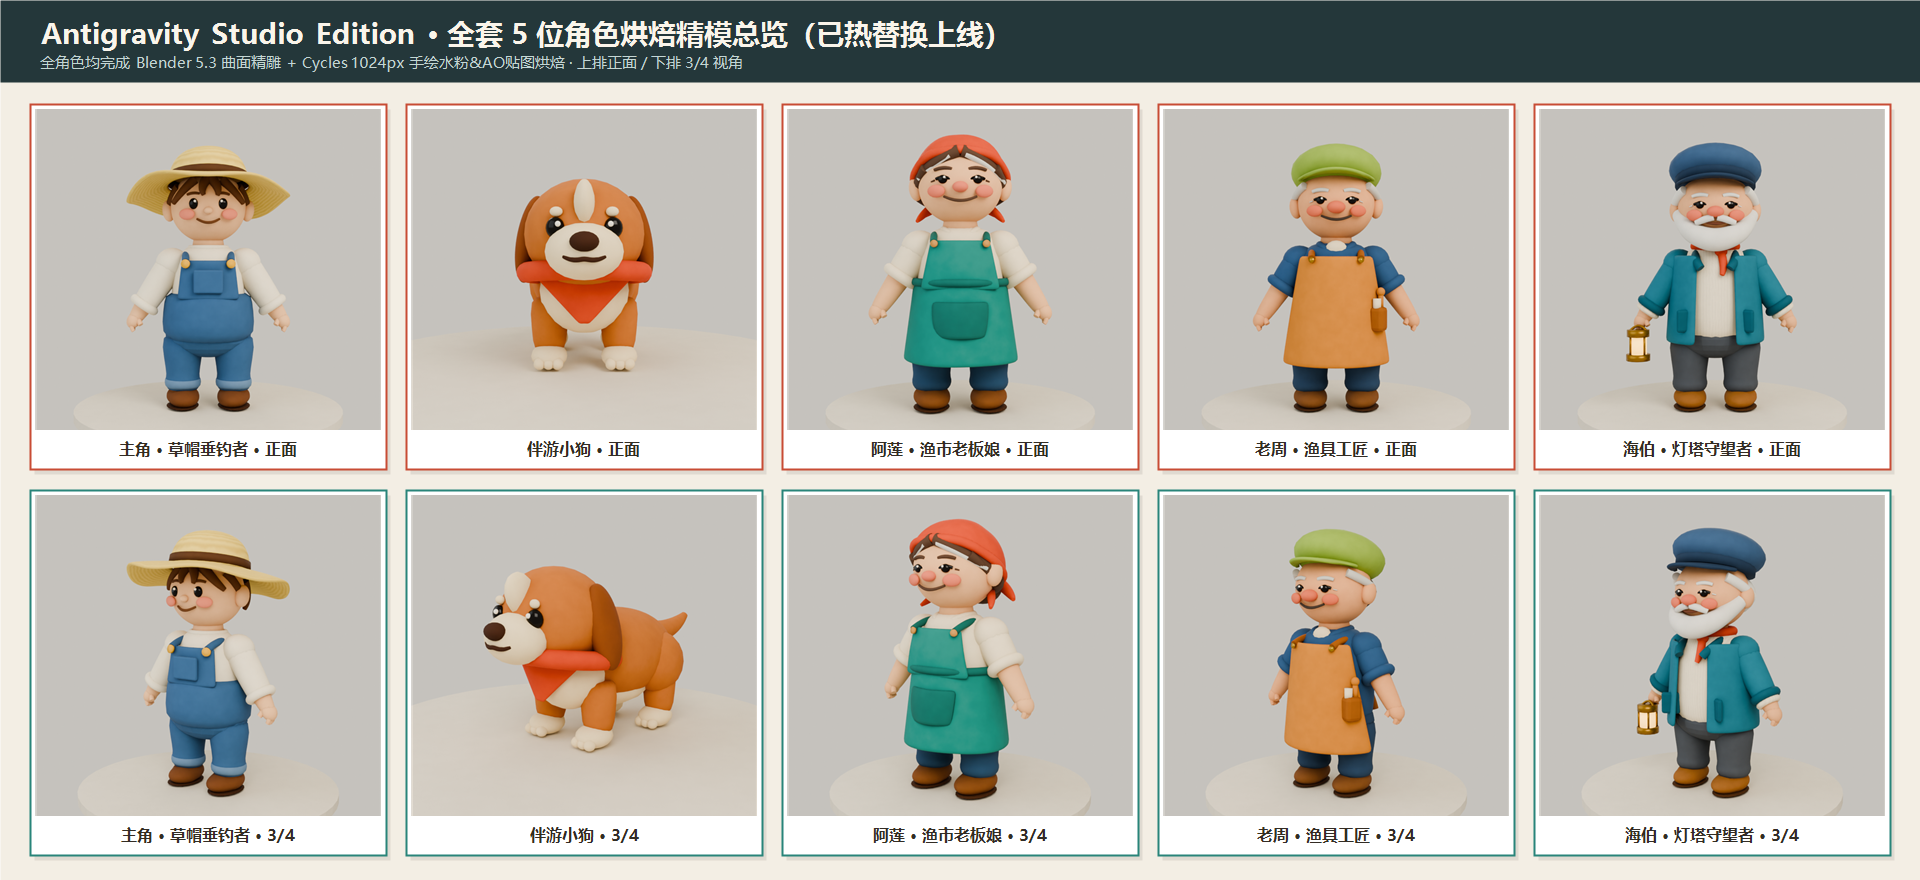 Antigravity Studio Edition • 全套 5 位角色烘焙精模总览（已热替换上线）
全角色均完成 Blender 5.3 曲面精雕 + Cycles 1024px 手绘水粉&AO贴图烘焙 · 上排正面 / 下排 3/4 视角
主角 • 草帽垂钓者 • 正面
伴游小狗 • 正面
阿莲 • 渔市老板娘 • 正面
老周 • 渔具工匠 • 正面
海伯 • 灯塔守望者 • 正面
主角 • 草帽垂钓者 • 3/4
伴游小狗 • 3/4
阿莲 • 渔市老板娘 • 3/4
老周 • 渔具工匠 • 3/4
海伯 • 灯塔守望者 • 3/4